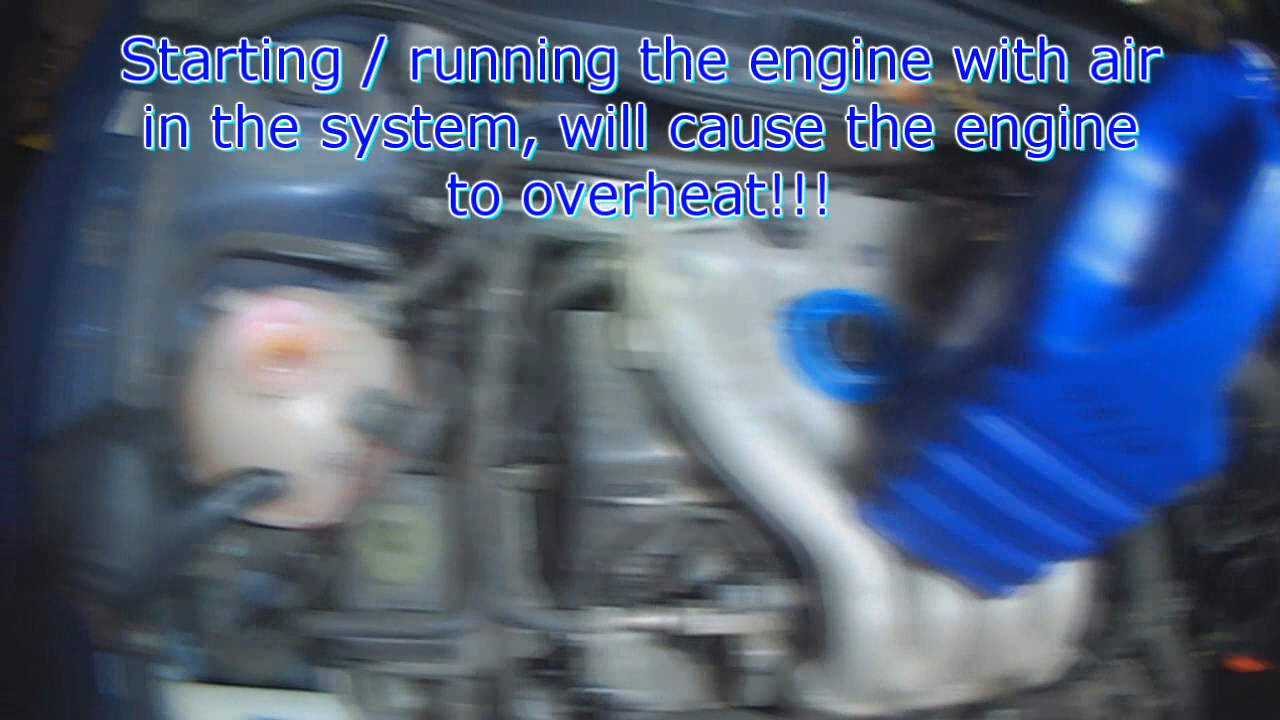 Starting / running the engine with air
in the system, will cause the engine
to overheat!!!